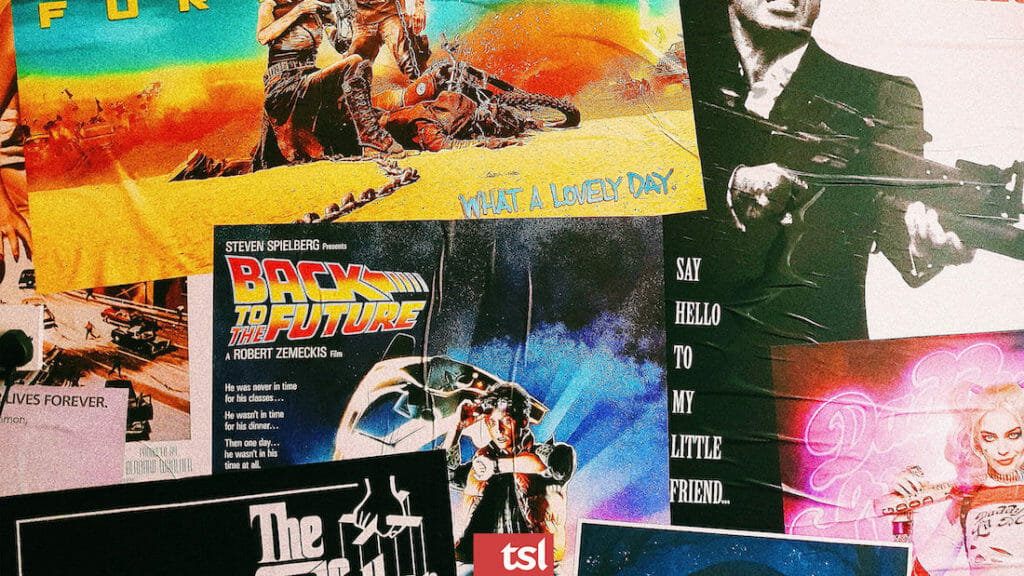 WHAT A LOVELY DAY.
STEVEN SPIELBERG Presents
BACK
TO
THE FUTURE
A ROBERT ZEMECKIS Film
He was never in time
for his classes...
He wasn't in time
for his dinner...
Then one day...
he wasn't in his
time at all.
SAY
HELLO
TO
MY
LITTLE
FRIEND...
LIVES FOREVER.
PRODUCED BY
The
tsl